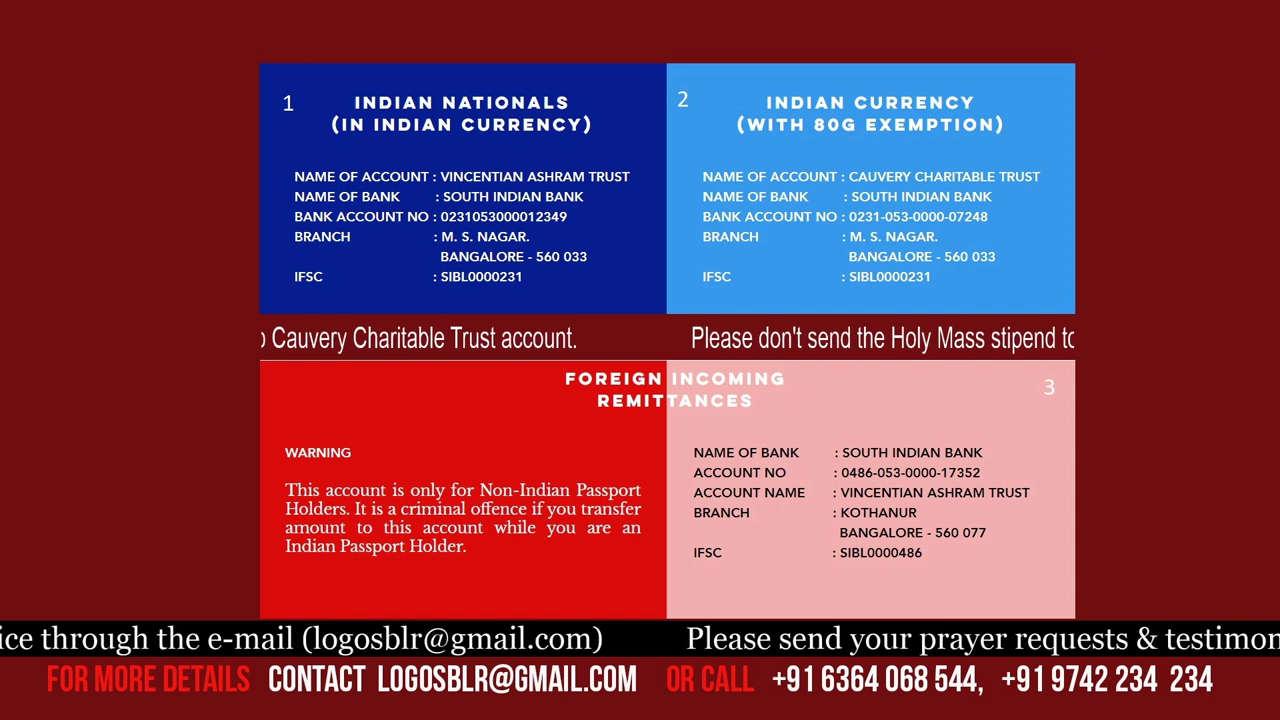 1
INDIAN NATIONALS
(IN INDIAN CURRENCY)
NAME OF ACCOUNT : VINCENTIAN ASHRAM TRUST
NAME OF BANK : SOUTH INDIAN BANK
BANK ACCOUNT NO : 0231053000012349
BRANCH : M. S. NAGAR.
BANGALORE - 560 033
IFSC : SIBL0000231
2
INDIAN CURRENCY
(WITH 80G EXEMPTION)
NAME OF ACCOUNT : CAUVERY CHARITABLE TRUST
NAME OF BANK : SOUTH INDIAN BANK
BANK ACCOUNT NO : 0231-053-0000-07248
BRANCH : M. S. NAGAR.
BANGALORE - 560 033
IFSC : SIBL0000231
Cauvery Charitable Trust account. Please don't send the Holy Mass stipend to
FOREIGN INCOMING
REMITTANCES
3
WARNING
This account is only for Non-Indian Passport
Holders. It is a criminal offence if you transfer
amount to this account while you are an
Indian Passport Holder.
NAME OF BANK : SOUTH INDIAN BANK
ACCOUNT NO : 0486-053-0000-17352
ACCOUNT NAME : VINCENTIAN ASHRAM TRUST
BRANCH : KOTHANUR
BANGALORE - 560 077
IFSC : SIBL0000486
ice through the e-mail (logosblr@gmail.com) Please send your prayer requests & testimon
FOR MORE DETAILS CONTACT LOGOSBLR@GMAIL.COM OR CALL +91 6364 068 544, +91 9742 234 234